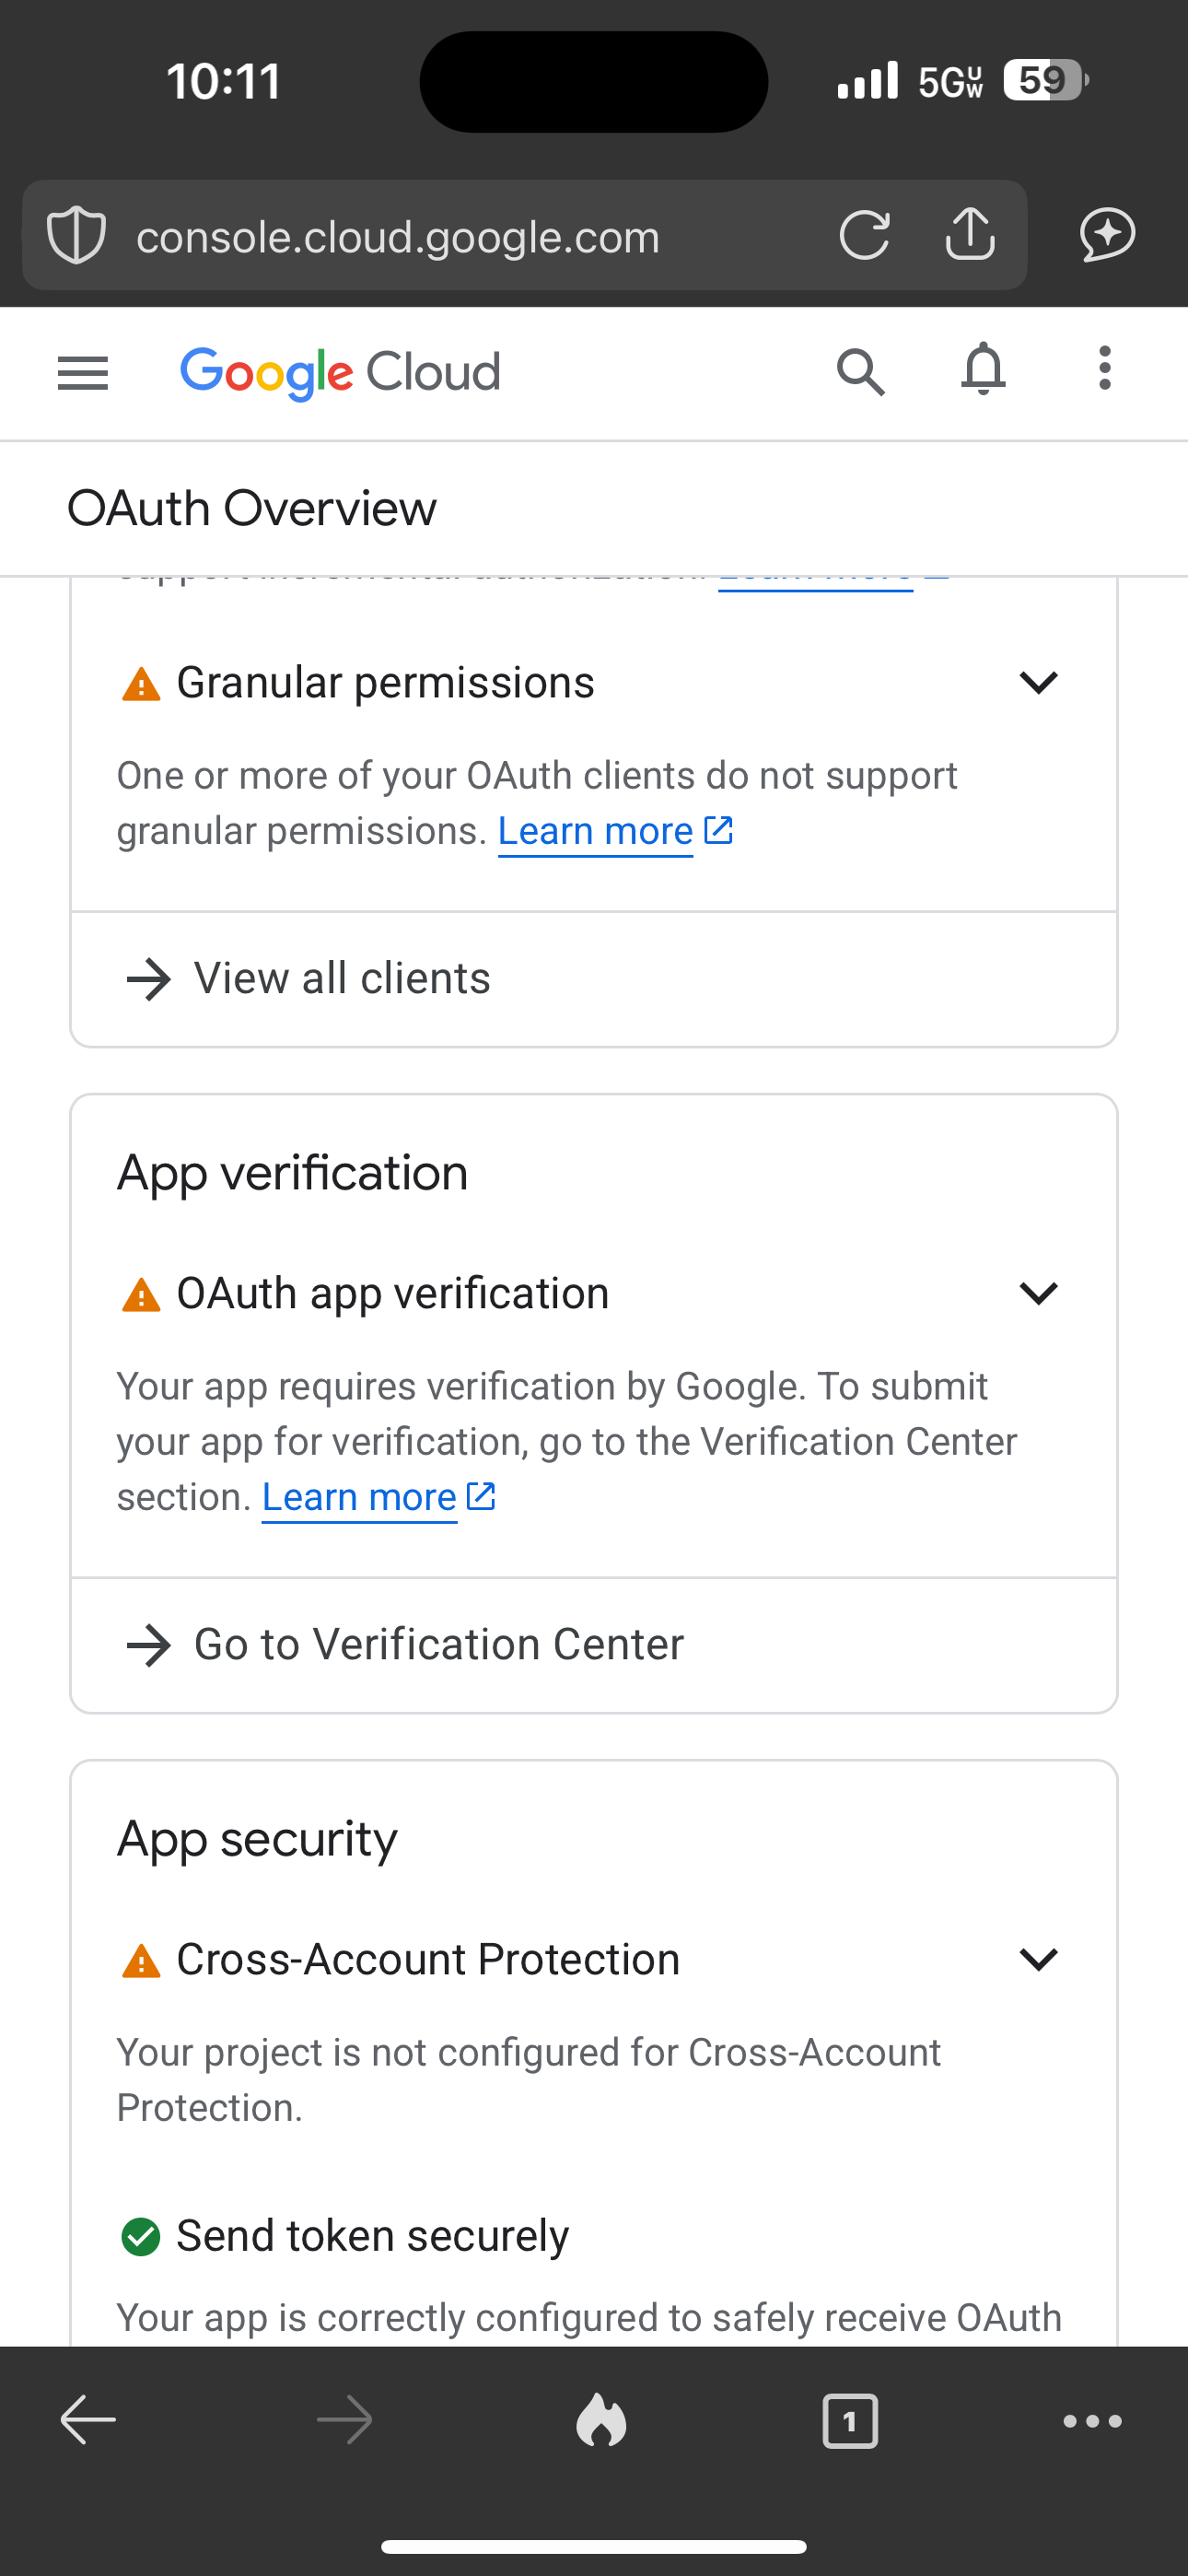 10:11
5GUW 59
console.cloud.google.com
Google Cloud
OAuth Overview
support incremental authorization. Learn more
Granular permissions
One or more of your OAuth clients do not support
granular permissions. Learn more
View all clients
App verification
OAuth app verification
Your app requires verification by Google. To submit
your app for verification, go to the Verification Center
section. Learn more
Go to Verification Center
App security
Cross-Account Protection
Your project is not configured for Cross-Account
Protection.
Send token securely
Your app is correctly configured to safely receive OAuth
1